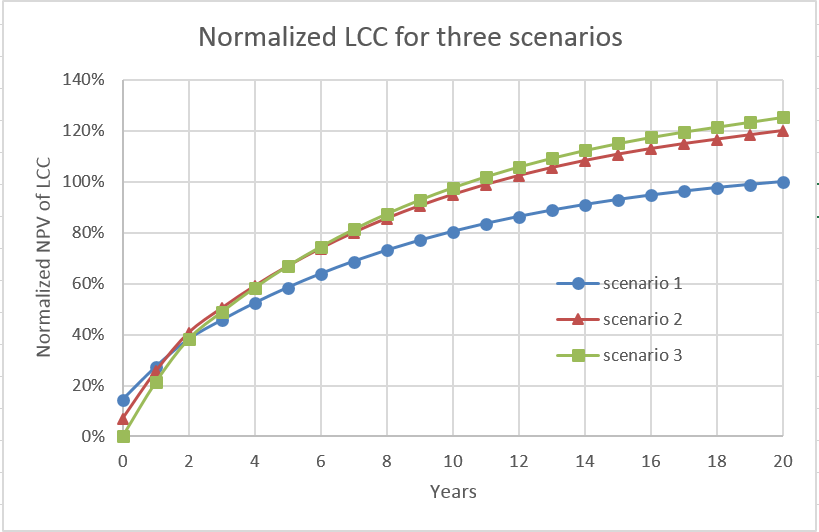 Normalized LCC for three scenarios
Normalized NPV of LCC
140%
120%
100%
80%
60%
40%
20%
0%
scenario 1
scenario 2
scenario 3
0 2 4 6 8 10 12 14 16 18 20
Years